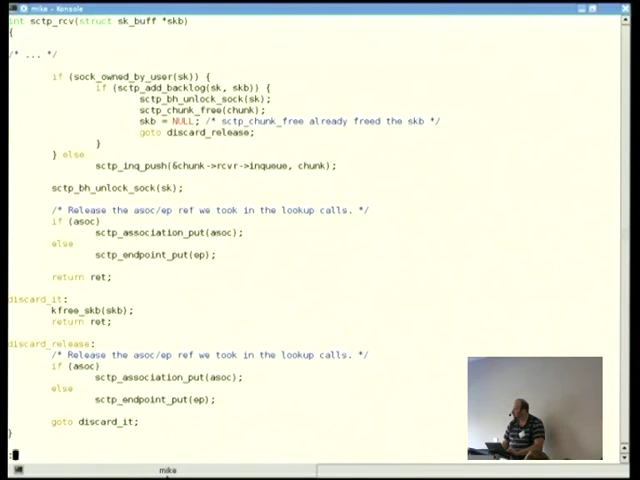 mike - Konsole
int sctp_rcv(struct sk_buff *skb)
{
/* ... */
if (sock_owned_by_user(sk)) {
if (sctp_add_backlog(sk, skb) {
sctp_bh_unlock_sock(sk);
sctp_chunk_free(chunk);
skb = NULL; /* sctp_chunk_free already freed the skb */
goto discard_release;
}
} else
sctp_inq_push(&chunk->rcvr->inqueue, chunk);
sctp_bh_unlock_sock(sk);
/* Release the asoc/ep ref we took in the lookup calls. */
if (asoc)
sctp_association_put(asoc);
else
sctp_endpoint_put(ep);
return ret;
discard_it:
kfree_skb(skb);
return ret;
discard_release:
/* Release the asoc/ep ref we took in the lookup calls. */
if (asoc)
sctp_association_put(asoc);
else
sctp_endpoint_put(ep);
goto discard_it;
}
:
mike